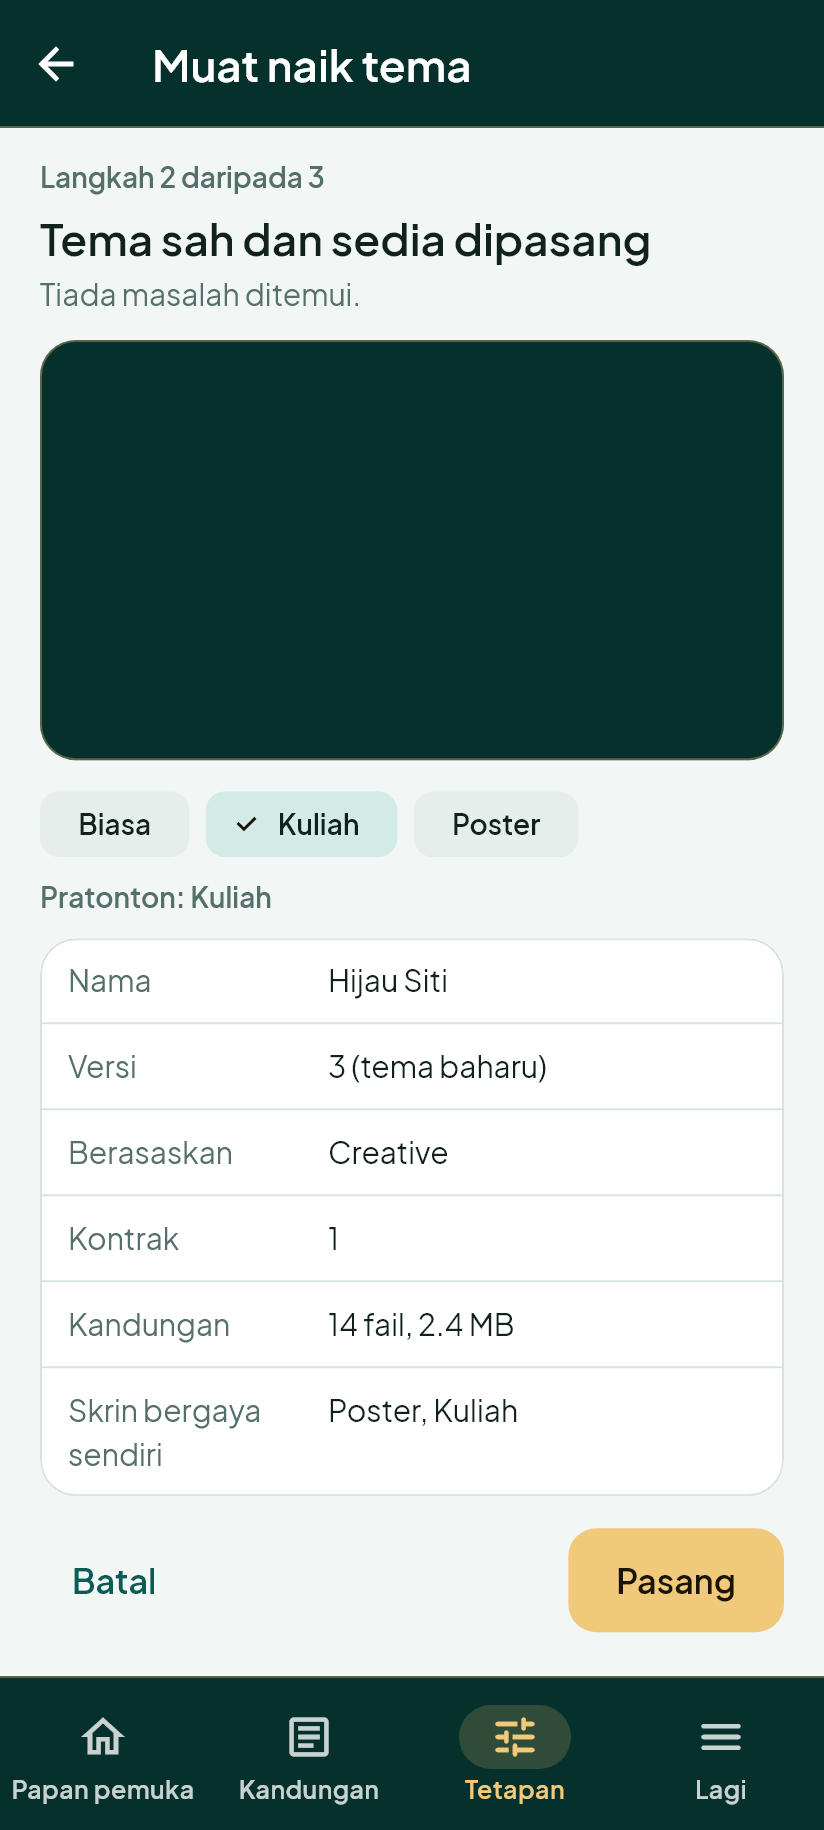 Muat naik tema
Langkah 2 daripada 3
Tema sah dan sedia dipasang
Tiada masalah ditemui.
Biasa
Kuliah
Poster
Pratonton: Kuliah
Nama
Hijau Siti
Versi
3 (tema baharu)
Berasaskan
Creative
Kontrak
1
Kandungan
14 fail, 2.4 MB
Skrin bergaya
sendiri
Poster, Kuliah
Batal
Pasang
Papan pemuka
Kandungan
Tetapan
Lagi